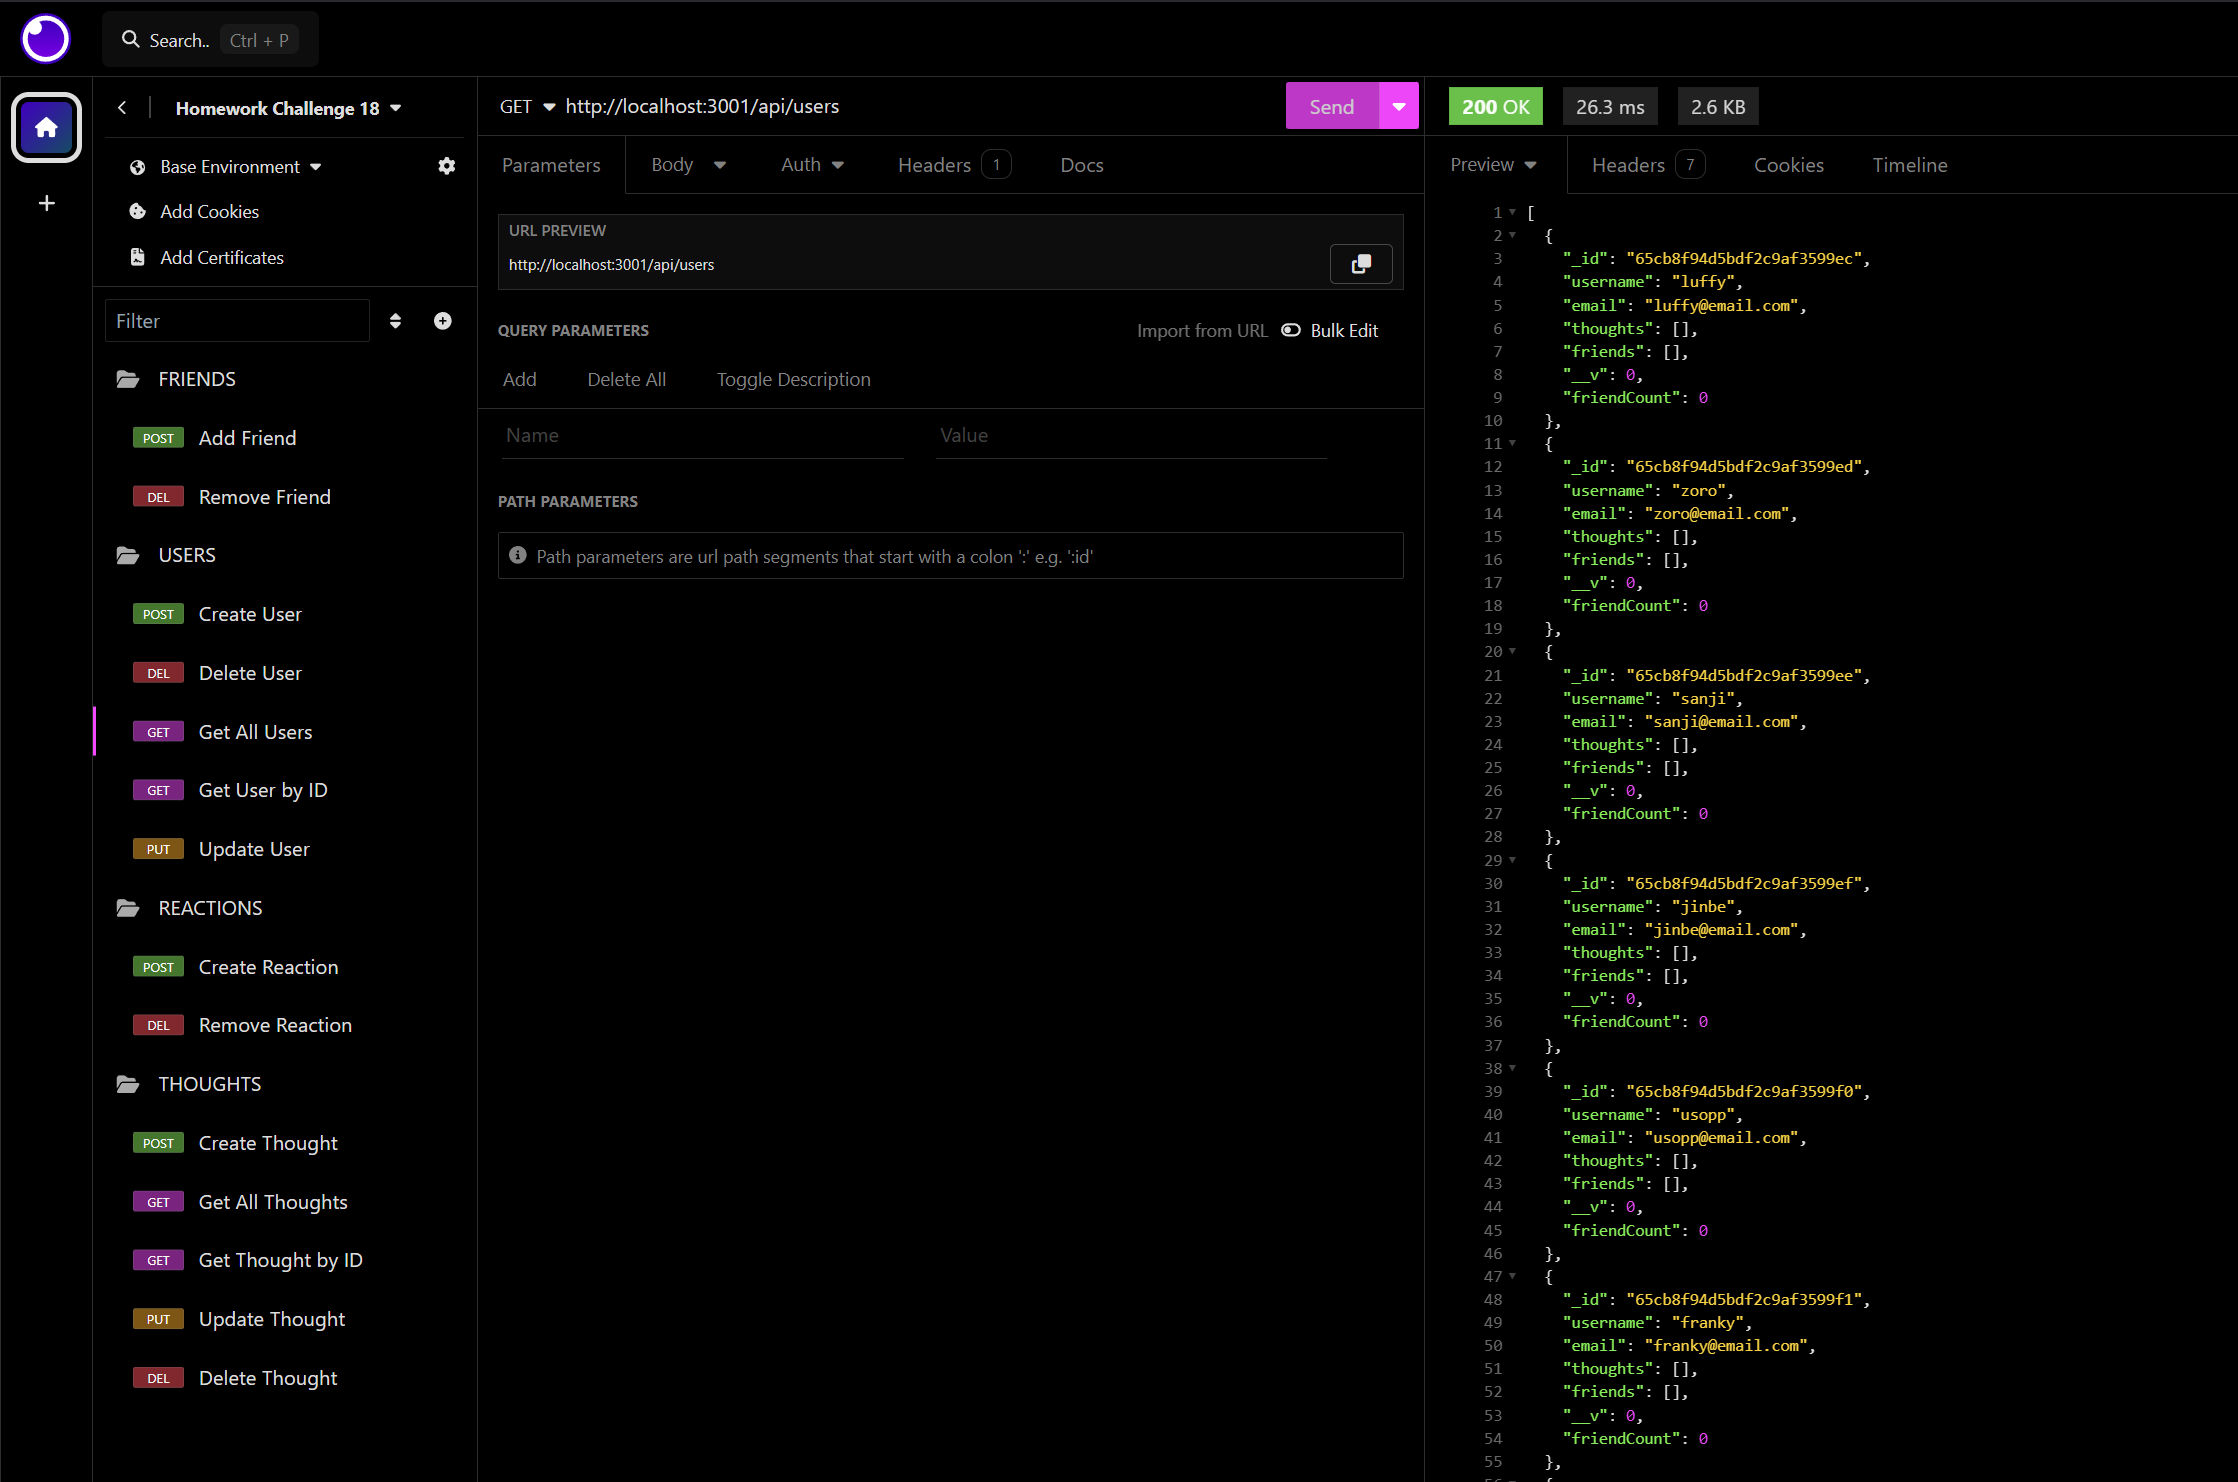 Search.. Ctrl + P
Homework Challenge 18
Base Environment
Add Cookies
Add Certificates
Filter
FRIENDS
POST Add Friend
DEL Remove Friend
USERS
POST Create User
DEL Delete User
GET Get All Users
GET Get User by ID
PUT Update User
REACTIONS
POST Create Reaction
DEL Remove Reaction
THOUGHTS
POST Create Thought
GET Get All Thoughts
GET Get Thought by ID
PUT Update Thought
DEL Delete Thought
GET http://localhost:3001/api/users Send
Parameters Body Auth Headers 1 Docs
URL PREVIEW
http://localhost:3001/api/users
QUERY PARAMETERS Import from URL Bulk Edit
Add Delete All Toggle Description
Name Value
PATH PARAMETERS
Path parameters are url path segments that start with a colon ':' e.g. ':id'
200 OK 26.3 ms 2.6 KB
Preview Headers 7 Cookies Timeline
1 [
2 {
3 "_id": "65cb8f94d5bdf2c9af3599ec",
4 "username": "luffy",
5 "email": "luffy@email.com",
6 "thoughts": [],
7 "friends": [],
8 "__v": 0,
9 "friendCount": 0
10 },
11 {
12 "_id": "65cb8f94d5bdf2c9af3599ed",
13 "username": "zoro",
14 "email": "zoro@email.com",
15 "thoughts": [],
16 "friends": [],
17 "__v": 0,
18 "friendCount": 0
19 },
20 {
21 "_id": "65cb8f94d5bdf2c9af3599ee",
22 "username": "sanji",
23 "email": "sanji@email.com",
24 "thoughts": [],
25 "friends": [],
26 "__v": 0,
27 "friendCount": 0
28 },
29 {
30 "_id": "65cb8f94d5bdf2c9af3599ef",
31 "username": "jinbe",
32 "email": "jinbe@email.com",
33 "thoughts": [],
34 "friends": [],
35 "__v": 0,
36 "friendCount": 0
37 },
38 {
39 "_id": "65cb8f94d5bdf2c9af3599f0",
40 "username": "usopp",
41 "email": "usopp@email.com",
42 "thoughts": [],
43 "friends": [],
44 "__v": 0,
45 "friendCount": 0
46 },
47 {
48 "_id": "65cb8f94d5bdf2c9af3599f1",
49 "username": "franky",
50 "email": "franky@email.com",
51 "thoughts": [],
52 "friends": [],
53 "__v": 0,
54 "friendCount": 0
55 },